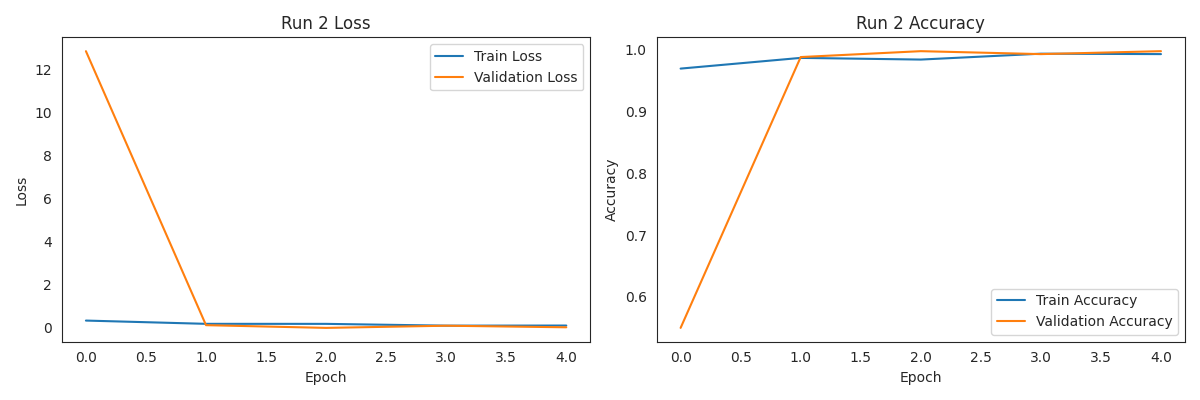 Run 2 Loss
Train Loss
Validation Loss
12
10
8
6
4
2
0
Loss
0.0 0.5 1.0 1.5 2.0 2.5 3.0 3.5 4.0
Epoch
Run 2 Accuracy
1.0
0.9
0.8
0.7
0.6
Accuracy
Train Accuracy
Validation Accuracy
0.0 0.5 1.0 1.5 2.0 2.5 3.0 3.5 4.0
Epoch